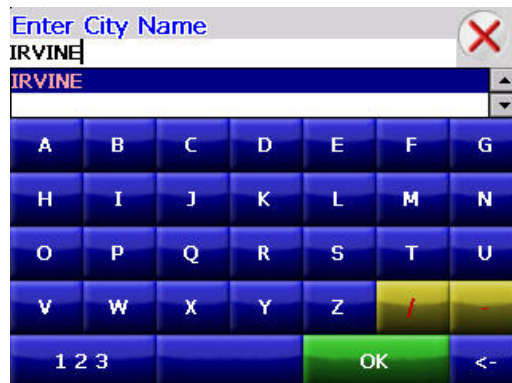 Enter City Name
IRVINE
IRVINE
A B C D E F G
H I J K L M N
O P Q R S T U
V W X Y Z / -
1 2 3 OK <-